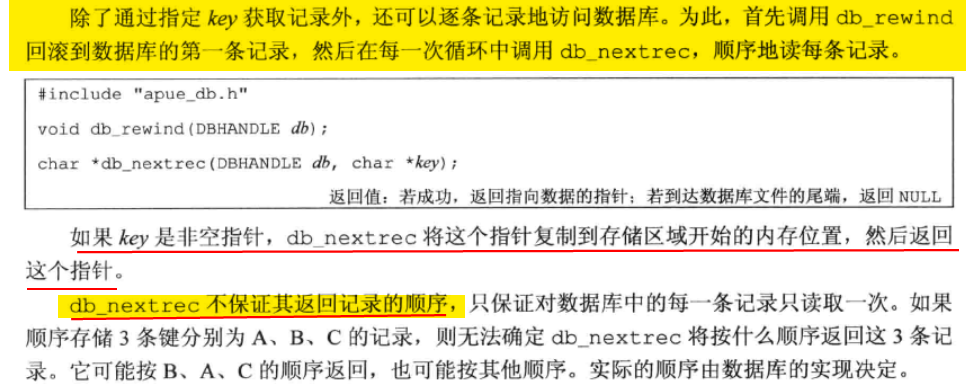 除了通过指定 key 获取记录外，还可以逐条记录地访问数据库。为此，首先调用 db_rewind
回滚到数据库的第一条记录，然后在每一次循环中调用 db_nextrec，顺序地读每条记录。
#include "apue_db.h"
void db_rewind(DBHANDLE db);
char *db_nextrec(DBHANDLE db, char *key);
返回值：若成功，返回指向数据的指针；若到达数据库文件的尾端，返回 NULL
如果 key 是非空指针，db_nextrec 将这个指针复制到存储区域开始的内存位置，然后返回
这个指针。
db_nextrec 不保证其返回记录的顺序，只保证对数据库中的每一条记录只读取一次。如果
顺序存储 3 条键分别为 A、B、C 的记录，则无法确定 db_nextrec 将按什么顺序返回这 3 条记
录。它可能按 B、A、C 的顺序返回，也可能按其他顺序。实际的顺序由数据库的实现决定。